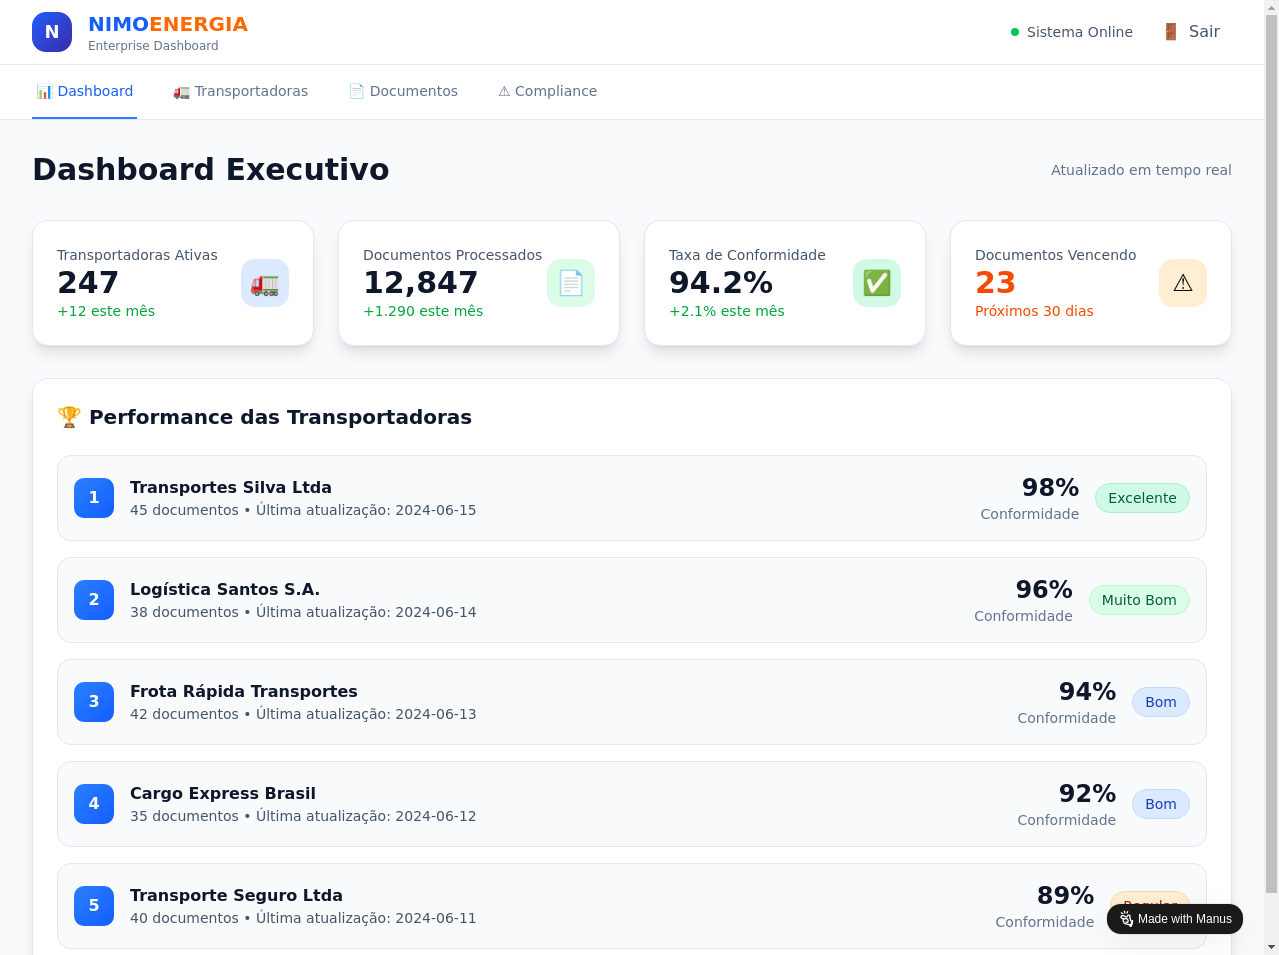 N
NIMOENERGIA
Enterprise Dashboard
Sistema Online
Sair
Dashboard
Transportadoras
Documentos
Compliance
Dashboard Executivo
Atualizado em tempo real
Transportadoras Ativas
247
+12 este mês
Documentos Processados
12,847
+1.290 este mês
Taxa de Conformidade
94.2%
+2.1% este mês
Documentos Vencendo
23
Próximos 30 dias
Performance das Transportadoras
1
Transportes Silva Ltda
45 documentos • Última atualização: 2024-06-15
98%
Conformidade
Excelente
2
Logística Santos S.A.
38 documentos • Última atualização: 2024-06-14
96%
Conformidade
Muito Bom
3
Frota Rápida Transportes
42 documentos • Última atualização: 2024-06-13
94%
Conformidade
Bom
4
Cargo Express Brasil
35 documentos • Última atualização: 2024-06-12
92%
Conformidade
Bom
5
Transporte Seguro Ltda
40 documentos • Última atualização: 2024-06-11
89%
Conformidade
Made with Manus